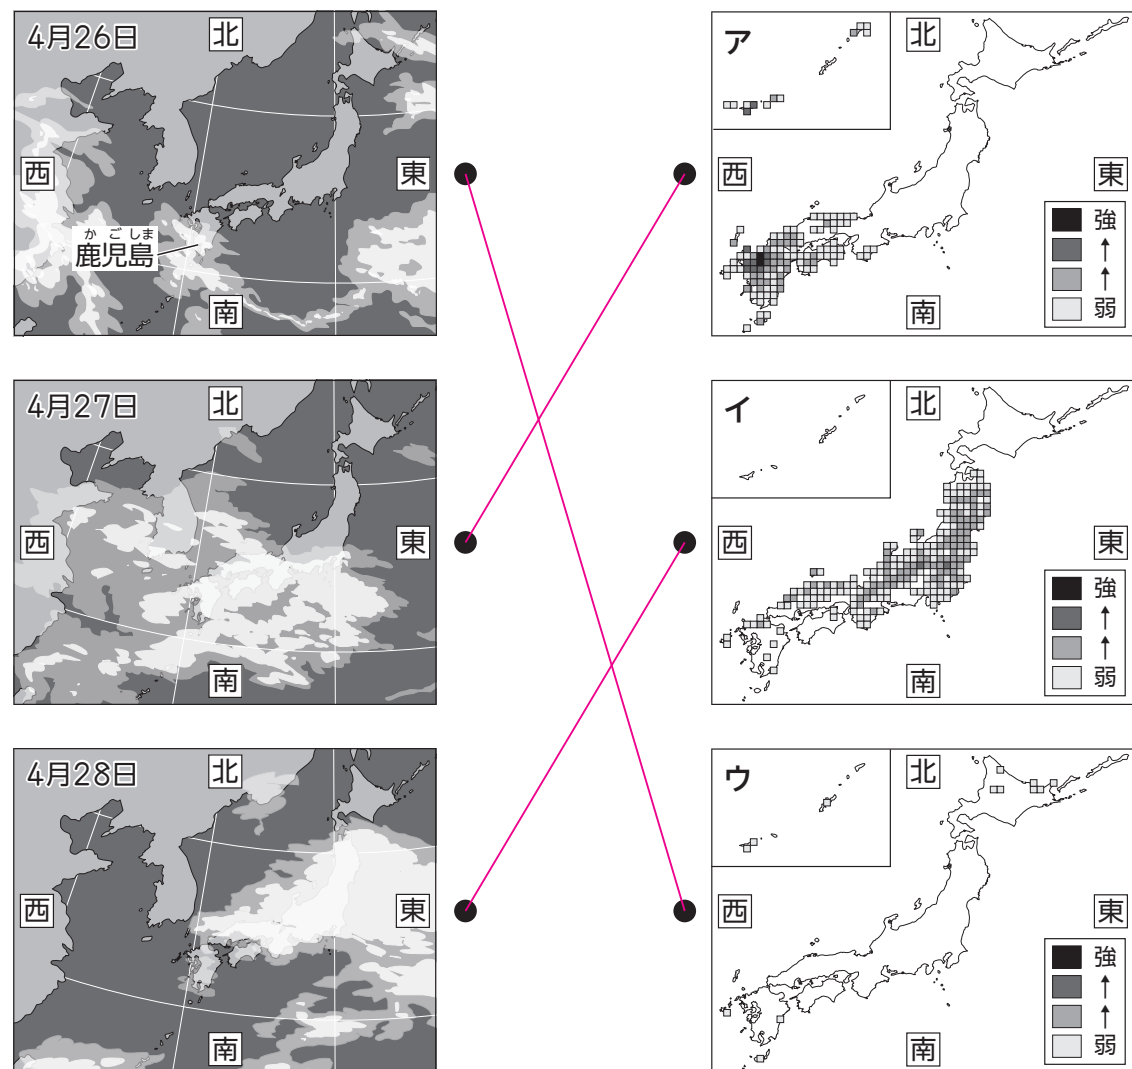 4月26日
北
西
東
かごしま
鹿児島
南
ア
北
西
東
強
↑
↑
弱
南
4月27日
北
西
東
南
イ
北
西
東
強
↑
↑
弱
南
4月28日
北
西
東
南
ウ
北
西
東
強
↑
↑
弱
南